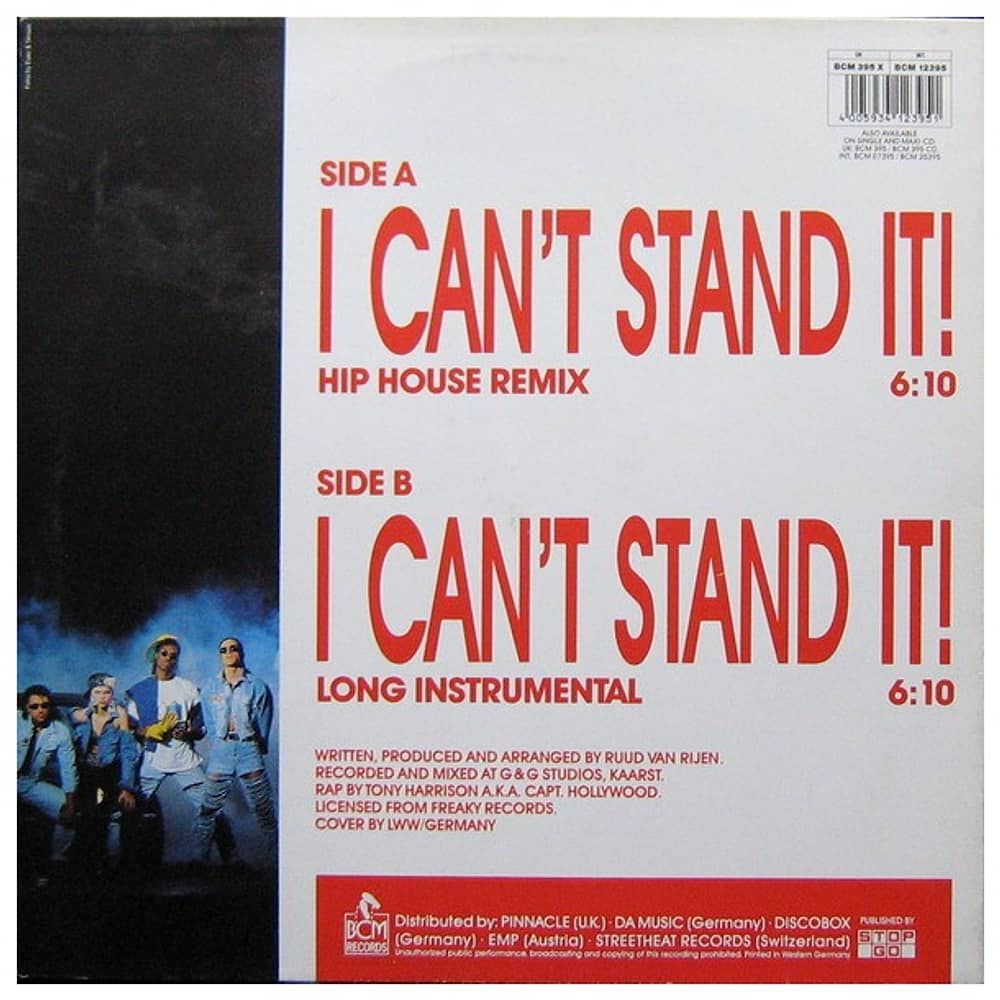 UK INT.
BCM 395 X BCM 12395
4 005934 123951
ALSO AVAILABLE
ON SINGLE AND MAXI-CD:
UK: BCM 395 / BCM 395 CD
INT. BCM 07395 / BCM 20395
SIDE A
I CAN'T STAND IT!
HIP HOUSE REMIX 6:10
SIDE B
I CAN'T STAND IT!
LONG INSTRUMENTAL 6:10
WRITTEN, PRODUCED AND ARRANGED BY RUUD VAN RIJEN.
RECORDED AND MIXED AT G&G STUDIOS, KAARST.
RAP BY TONY HARRISON A.K.A. CAPT. HOLLYWOOD.
LICENSED FROM FREAKY RECORDS.
COVER BY LWW/GERMANY
BCM
RECORDS
Distributed by: PINNACLE (U.K.) · DA MUSIC (Germany) · DISCOBOX
(Germany) · EMP (Austria) · STREETHEAT RECORDS (Switzerland)
Unauthorized public performance, broadcasting and copying of this recording prohibited. Printed in Western Germany
PUBLISHED BY
STOP
GO